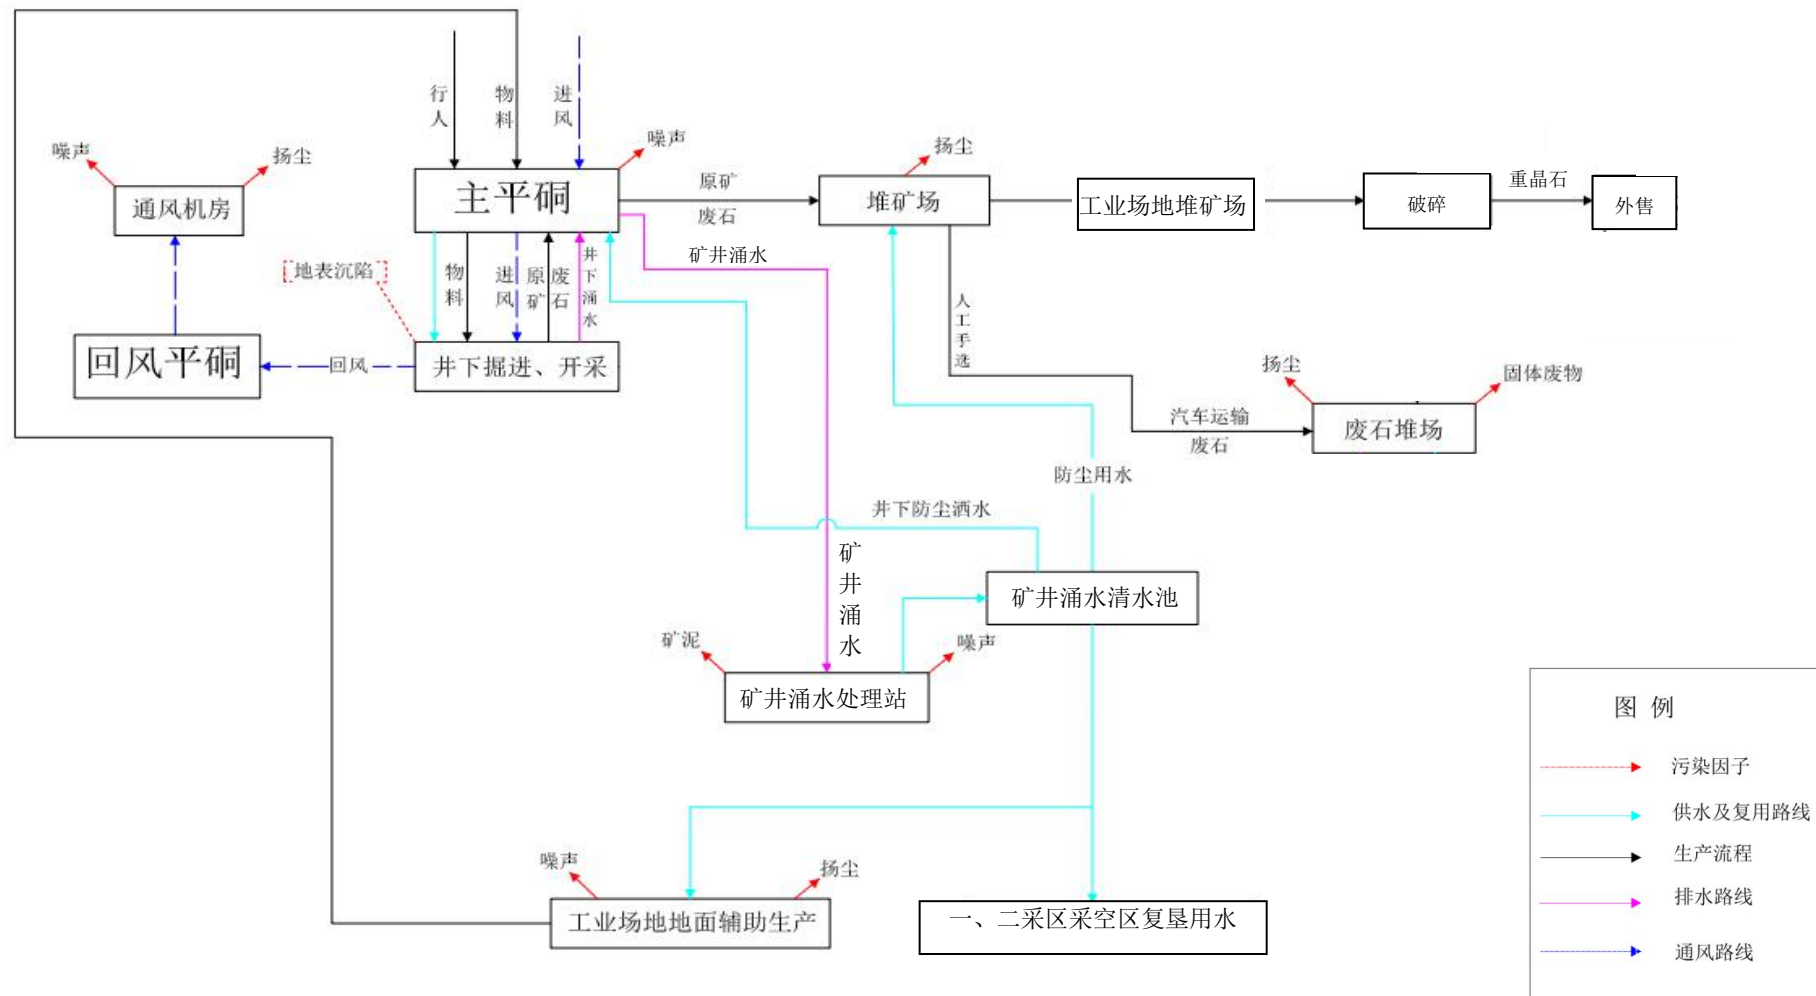 行人
物料
进风
噪声
扬尘
噪声
扬尘
通风机房
主平硐
原矿
废石
堆矿场
工业场地堆矿场
破碎
重晶石
外售
矿井涌水
地表沉陷
物料
进风
原矿
废石
井下涌水
人工手选
回风平硐
回风
井下掘进、开采
扬尘
固体废物
汽车运输
废石
废石堆场
防尘用水
井下防尘洒水
矿井涌水
矿井涌水清水池
矿泥
噪声
矿井涌水处理站
图 例
污染因子
供水及复用路线
生产流程
排水路线
通风路线
噪声
扬尘
工业场地地面辅助生产
一、二采区采空区复垦用水